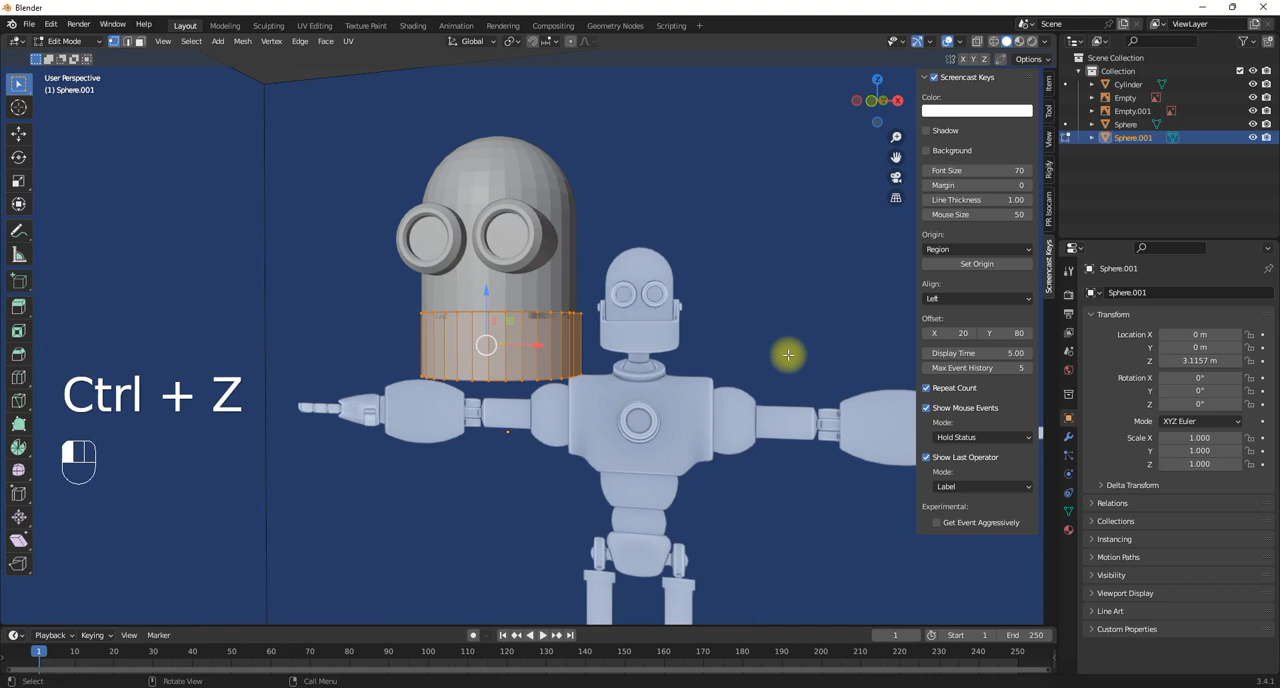 Blender
File Edit Render Window Help
Layout Modeling Sculpting UV Editing Texture Paint Shading Animation Rendering Compositing Geometry Nodes Scripting +
Scene ViewLayer
Edit Mode View Select Add Mesh Vertex Edge Face UV Global
X Y Z Options
User Perspective
(1) Sphere.001
Z
X
Screencast Keys
Color:
Shadow
Background
Font Size 70
Margin 0
Line Thickness 1.00
Mouse Size 50
Origin:
Region
Set Origin
Align:
Left
Offset:
X 20 Y 80
Display Time 5.00
Max Event History 5
Repeat Count
Show Mouse Events
Mode:
Hold Status
Show Last Operator
Mode:
Label
Experimental:
Get Event Aggressively
Item
Tool
View
Rigify
PR Isocam
Screencast Keys
Ctrl + Z
Scene Collection
Collection
Cylinder
Empty
Empty.001
Sphere
Sphere.001
Sphere.001
Sphere.001
Transform
Location X 0 m
Y 0 m
Z 3.1157 m
Rotation X 0°
Y 0°
Z 0°
Mode XYZ Euler
Scale X 1.000
Y 1.000
Z 1.000
Delta Transform
Relations
Collections
Instancing
Motion Paths
Visibility
Viewport Display
Line Art
Custom Properties
Playback Keying View Marker 1 Start 1 End 250
1 10 20 30 40 50 60 70 80 90 100 110 120 130 140 150 160 170 180 190 200 210 220 230 240 250
Select Rotate View Call Menu 3.4.1